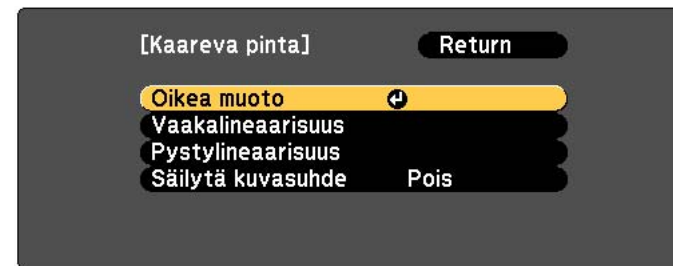 [Kaareva pinta] Return
Oikea muoto
Vaakalineaarisuus
Pystylineaarisuus
Säilytä kuvasuhde Pois